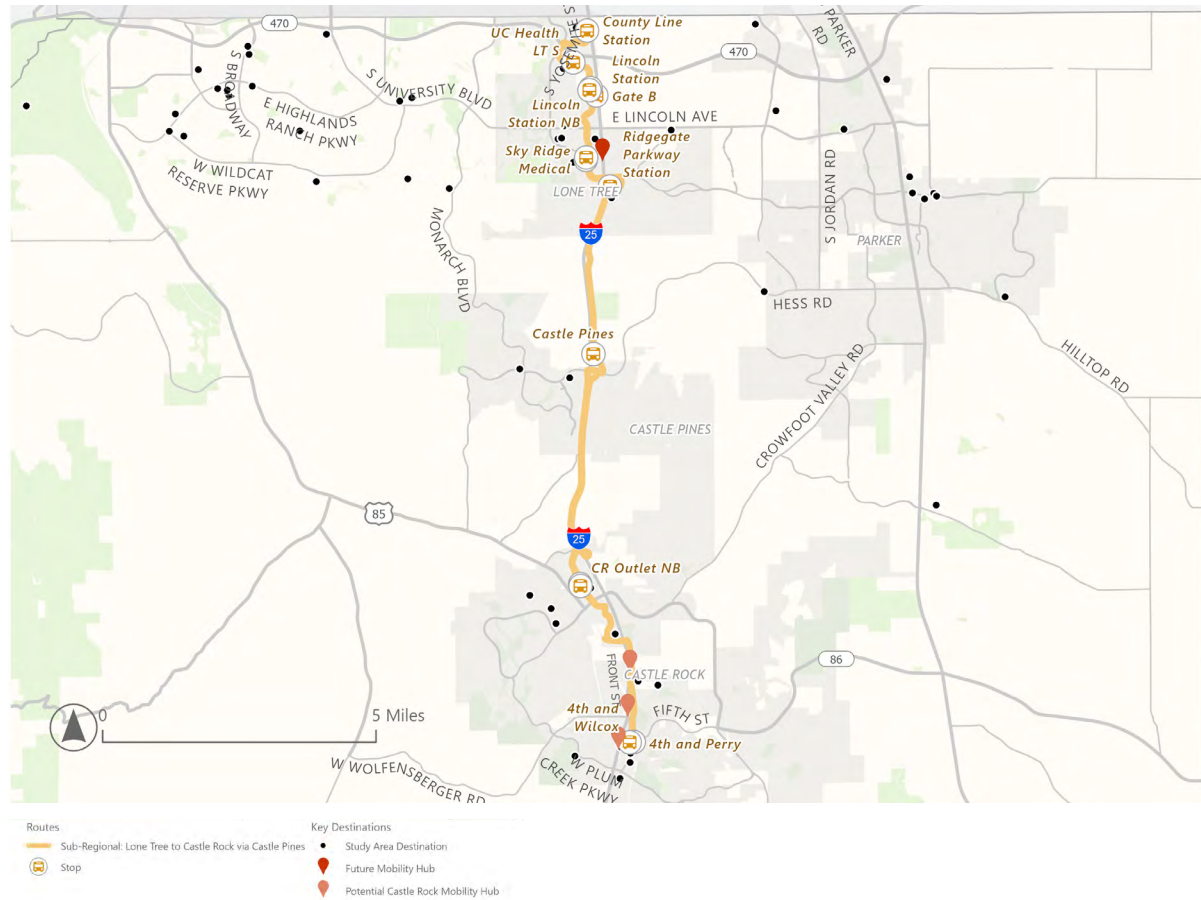 470
UC Health
LT S
S YOSEMITE S
County Line
Station
PARKER
RD
470
S BROADWAY
S UNIVERSITY BLVD
Lincoln
Station
Gate B
E HIGHLANDS
RANCH PKWY
Lincoln
Station NB
E LINCOLN AVE
Ridgegate
Parkway
Station
Sky Ridge
Medical
W WILDCAT
RESERVE PKWY
LONE TREE
S JORDAN RD
PARKER
25
MONARCH BLVD
HESS RD
Castle Pines
HILLTOP RD
CROWFOOT VALLEY RD
CASTLE PINES
85
25
CR Outlet NB
FRONT ST
CASTLE ROCK
86
4th and
Wilcox
FIFTH ST
0
5 Miles
4th and Perry
W WOLFENSBERGER RD
W PLUM
CREEK PKWY
Routes
Sub-Regional: Lone Tree to Castle Rock via Castle Pines
Stop
Key Destinations
Study Area Destination
Future Mobility Hub
Potential Castle Rock Mobility Hub